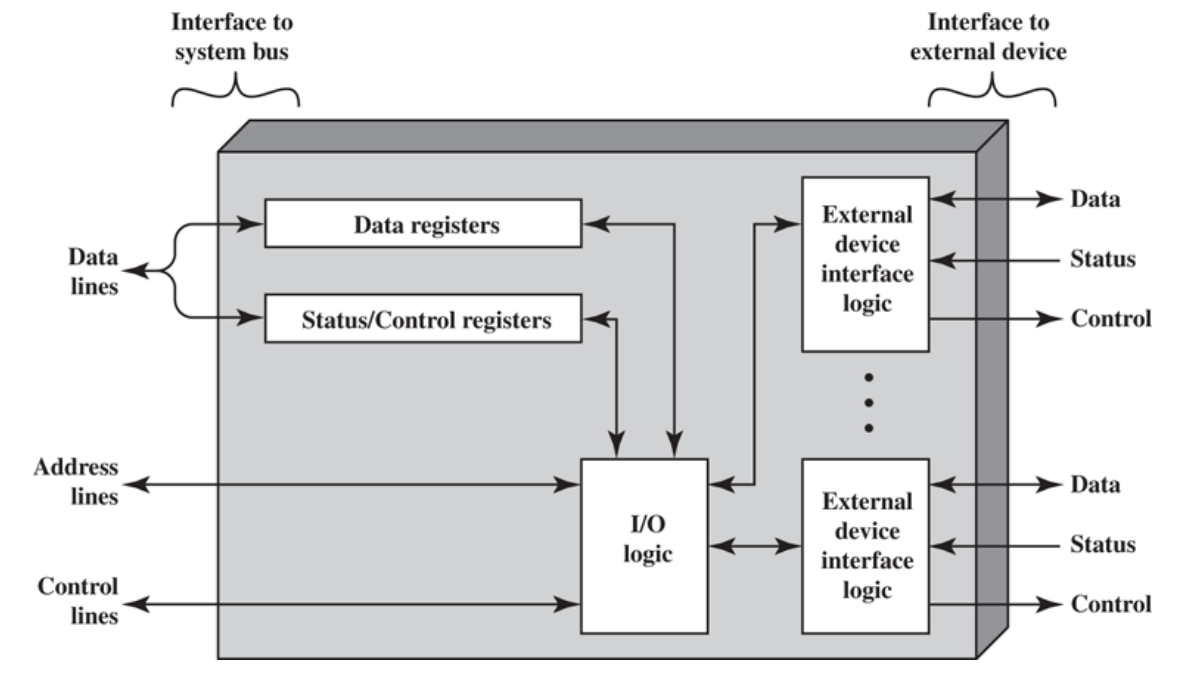 Interface to
system bus
Interface to
external device
Data
lines
Data registers
Status/Control registers
Address
lines
Control
lines
I/O
logic
External
device
interface
logic
Data
Status
Control
External
device
interface
logic
Data
Status
Control